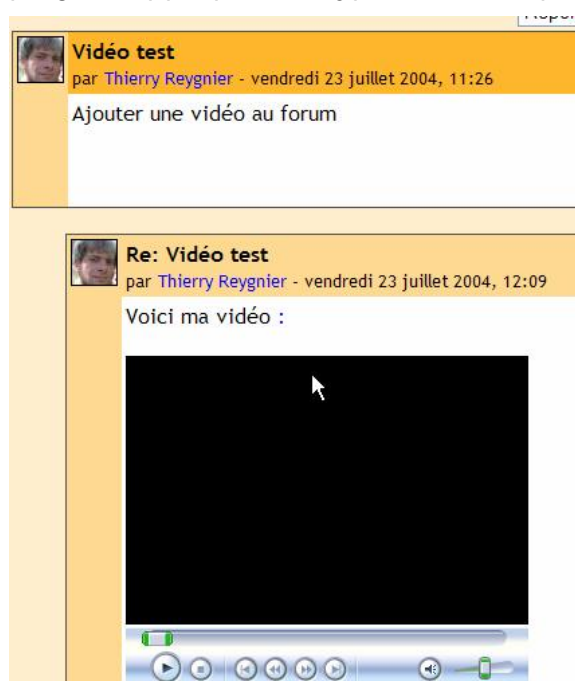 Vidéo test
par Thierry Reygnier - vendredi 23 juillet 2004, 11:26
Ajouter une vidéo au forum
Re: Vidéo test
par Thierry Reygnier - vendredi 23 juillet 2004, 12:09
Voici ma vidéo :